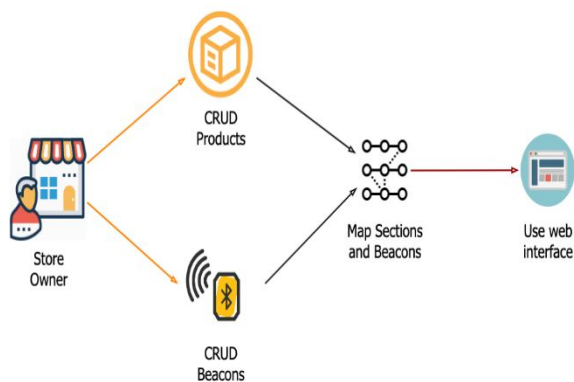 CRUD
Products
Store
Owner
Map Sections
and Beacons
Use web
interface
CRUD
Beacons